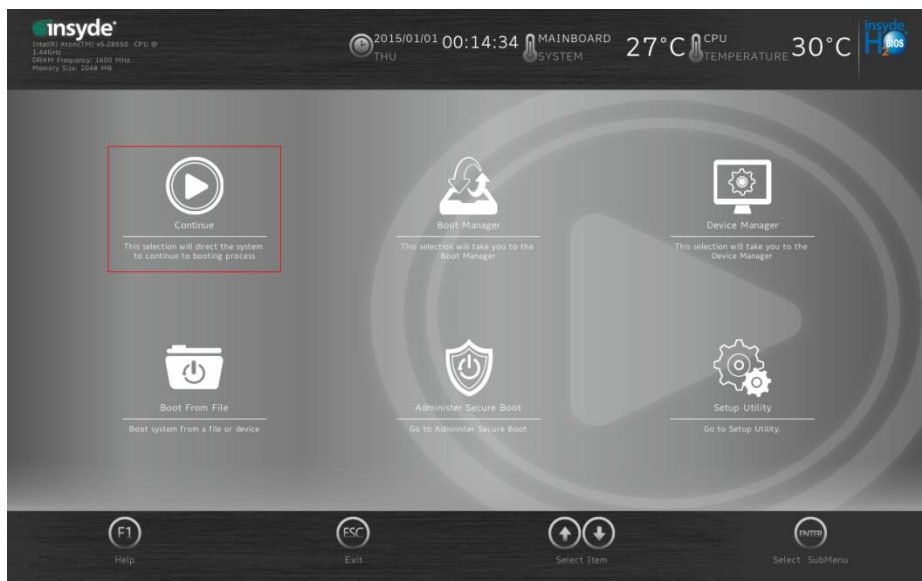 insyde
Intel(R) Atom(TM) x5-Z8550 CPU @
1.44GHz
DRAM Frequency: 1600 MHz
Memory Size: 2048 MB
2015/01/01 00:14:34
THU
MAINBOARD
SYSTEM
27°C
CPU
TEMPERATURE
30°C
insyde
H2O BIOS
Continue
This selection will direct the system
to continue to booting process
Boot Manager
This selection will take you to the
Boot Manager
Device Manager
This selection will take you to the
Device Manager
Boot From File
Boot system from a file or device
Administer Secure Boot
Go to Administer Secure Boot
Setup Utility
Go to Setup Utility.
F1
Help
ESC
Exit
Select Item
ENTER
Select SubMenu